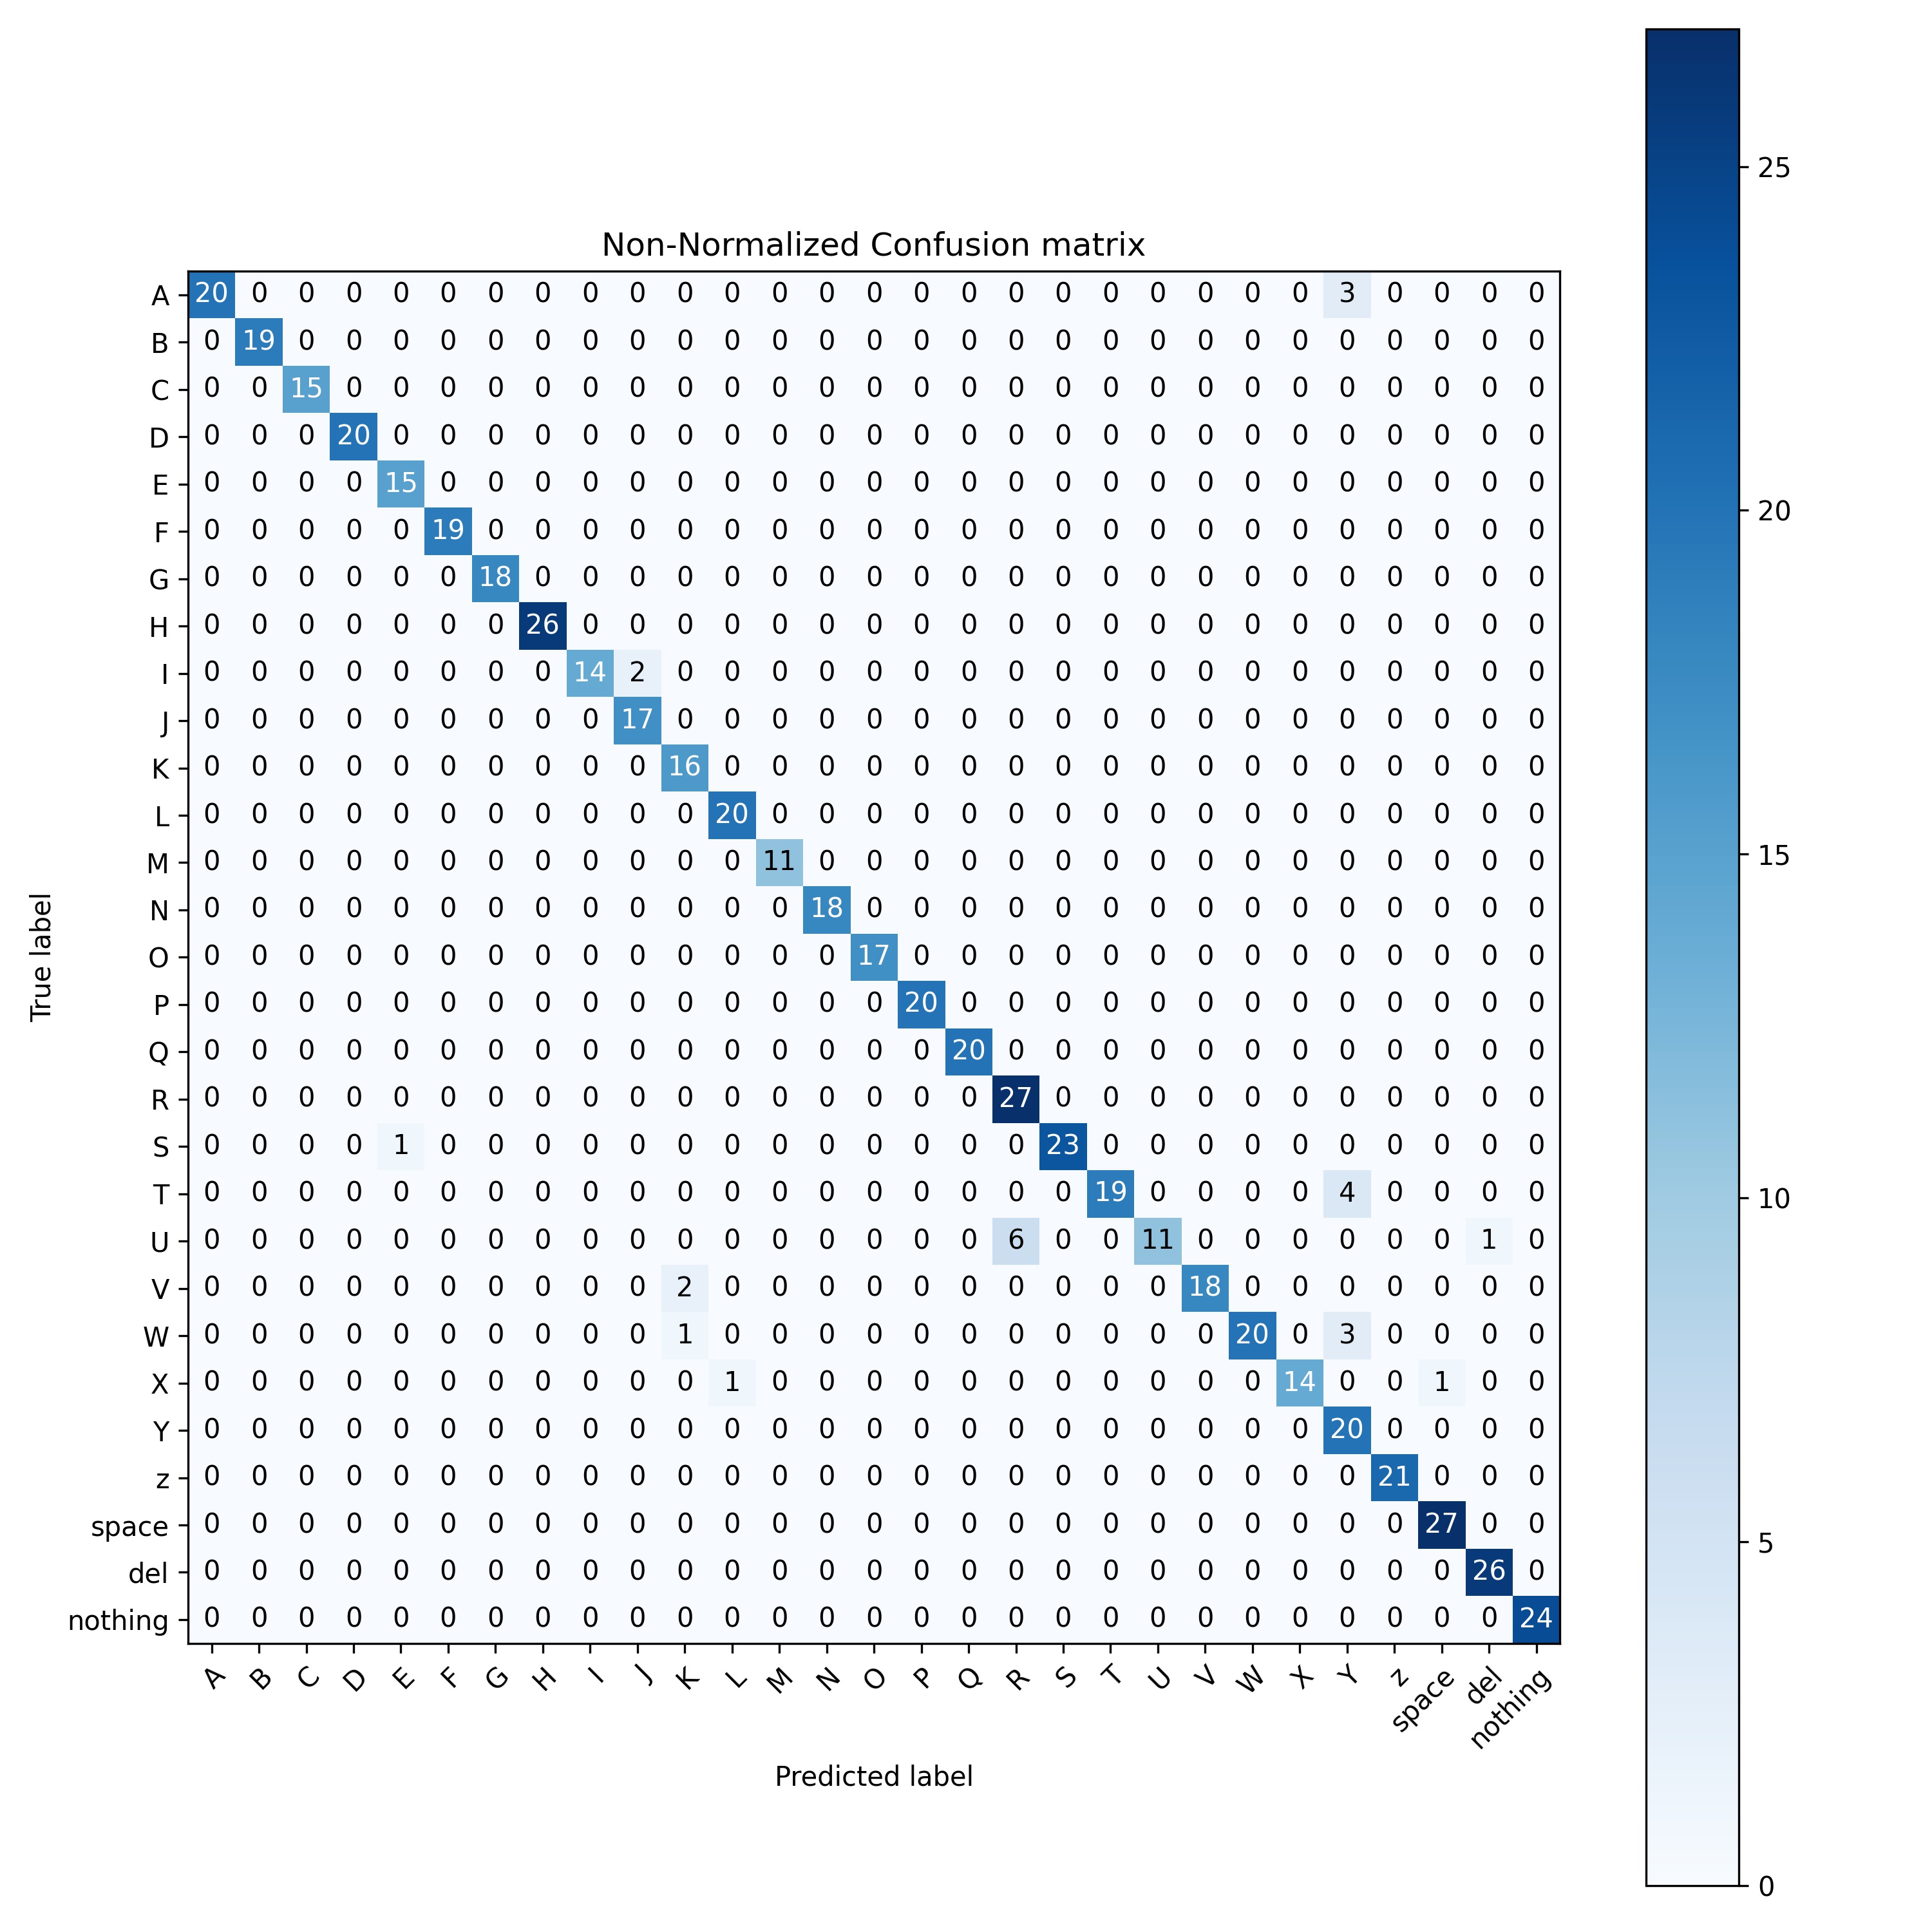 Non-Normalized Confusion matrix
A 20 0 0 0 0 0 0 0 0 0 0 0 0 0 0 0 0 0 0 0 0 0 0 0 3 0 0 0 0
B 0 19 0 0 0 0 0 0 0 0 0 0 0 0 0 0 0 0 0 0 0 0 0 0 0 0 0 0 0
C 0 0 15 0 0 0 0 0 0 0 0 0 0 0 0 0 0 0 0 0 0 0 0 0 0 0 0 0 0
D 0 0 0 20 0 0 0 0 0 0 0 0 0 0 0 0 0 0 0 0 0 0 0 0 0 0 0 0 0
E 0 0 0 0 15 0 0 0 0 0 0 0 0 0 0 0 0 0 0 0 0 0 0 0 0 0 0 0 0
F 0 0 0 0 0 19 0 0 0 0 0 0 0 0 0 0 0 0 0 0 0 0 0 0 0 0 0 0 0
G 0 0 0 0 0 0 18 0 0 0 0 0 0 0 0 0 0 0 0 0 0 0 0 0 0 0 0 0 0
H 0 0 0 0 0 0 0 26 0 0 0 0 0 0 0 0 0 0 0 0 0 0 0 0 0 0 0 0 0
I 0 0 0 0 0 0 0 0 14 2 0 0 0 0 0 0 0 0 0 0 0 0 0 0 0 0 0 0 0
J 0 0 0 0 0 0 0 0 0 17 0 0 0 0 0 0 0 0 0 0 0 0 0 0 0 0 0 0 0
K 0 0 0 0 0 0 0 0 0 0 16 0 0 0 0 0 0 0 0 0 0 0 0 0 0 0 0 0 0
L 0 0 0 0 0 0 0 0 0 0 0 20 0 0 0 0 0 0 0 0 0 0 0 0 0 0 0 0 0
M 0 0 0 0 0 0 0 0 0 0 0 0 11 0 0 0 0 0 0 0 0 0 0 0 0 0 0 0 0
N 0 0 0 0 0 0 0 0 0 0 0 0 0 18 0 0 0 0 0 0 0 0 0 0 0 0 0 0 0
O 0 0 0 0 0 0 0 0 0 0 0 0 0 0 17 0 0 0 0 0 0 0 0 0 0 0 0 0 0
P 0 0 0 0 0 0 0 0 0 0 0 0 0 0 0 20 0 0 0 0 0 0 0 0 0 0 0 0 0
Q 0 0 0 0 0 0 0 0 0 0 0 0 0 0 0 0 20 0 0 0 0 0 0 0 0 0 0 0 0
R 0 0 0 0 0 0 0 0 0 0 0 0 0 0 0 0 0 27 0 0 0 0 0 0 0 0 0 0 0
S 0 0 0 0 1 0 0 0 0 0 0 0 0 0 0 0 0 0 23 0 0 0 0 0 0 0 0 0 0
T 0 0 0 0 0 0 0 0 0 0 0 0 0 0 0 0 0 0 0 19 0 0 0 0 4 0 0 0 0
U 0 0 0 0 0 0 0 0 0 0 0 0 0 0 0 0 0 6 0 0 11 0 0 0 0 0 0 1 0
V 0 0 0 0 0 0 0 0 0 0 2 0 0 0 0 0 0 0 0 0 0 18 0 0 0 0 0 0 0
W 0 0 0 0 0 0 0 0 0 0 1 0 0 0 0 0 0 0 0 0 0 0 20 0 3 0 0 0 0
X 0 0 0 0 0 0 0 0 0 0 0 1 0 0 0 0 0 0 0 0 0 0 0 14 0 0 1 0 0
Y 0 0 0 0 0 0 0 0 0 0 0 0 0 0 0 0 0 0 0 0 0 0 0 0 20 0 0 0 0
z 0 0 0 0 0 0 0 0 0 0 0 0 0 0 0 0 0 0 0 0 0 0 0 0 0 21 0 0 0
space 0 0 0 0 0 0 0 0 0 0 0 0 0 0 0 0 0 0 0 0 0 0 0 0 0 0 27 0 0
del 0 0 0 0 0 0 0 0 0 0 0 0 0 0 0 0 0 0 0 0 0 0 0 0 0 0 0 26 0
nothing 0 0 0 0 0 0 0 0 0 0 0 0 0 0 0 0 0 0 0 0 0 0 0 0 0 0 0 0 24
A B C D E F G H I J K L M N O P Q R S T U V W X Y z space del nothing
Predicted label
True label
25
20
15
10
5
0